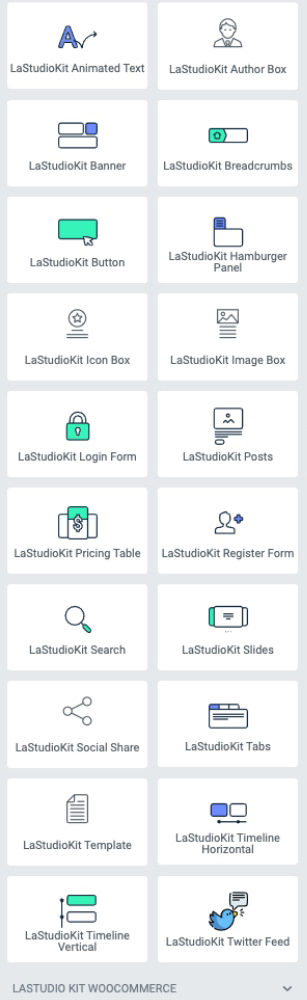 LaStudioKit Animated Text
LaStudioKit Author Box
LaStudioKit Banner
LaStudioKit Breadcrumbs
LaStudioKit Button
LaStudioKit Hamburger
Panel
LaStudioKit Icon Box
LaStudioKit Image Box
LaStudioKit Login Form
LaStudioKit Posts
LaStudioKit Pricing Table
LaStudioKit Register Form
LaStudioKit Search
LaStudioKit Slides
LaStudioKit Social Share
LaStudioKit Tabs
LaStudioKit Template
LaStudioKit Timeline
Horizontal
LaStudioKit Timeline
Vertical
LaStudioKit Twitter Feed
LASTUDIO KIT WOOCOMMERCE